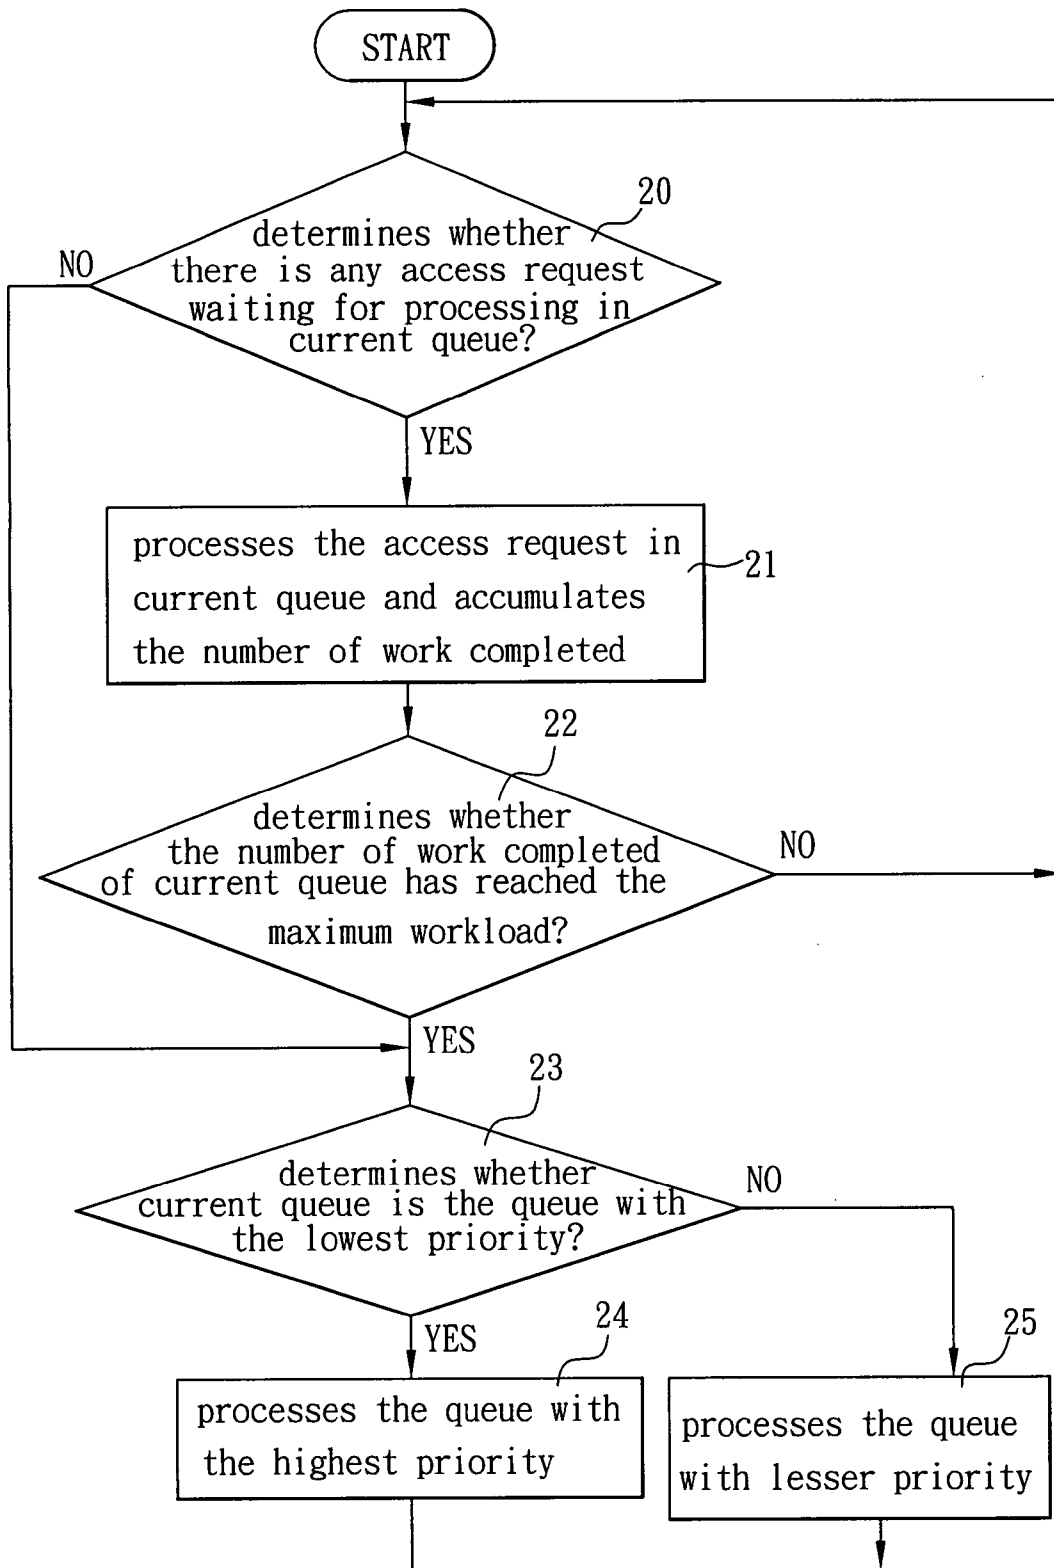 START
20
determines whether
there is any access request
waiting for processing in
current queue?
NO
YES
processes the access request in
current queue and accumulates
the number of work completed
21
22
determines whether
the number of work completed
of current queue has reached the
maximum workload?
NO
YES
23
determines whether
current queue is the queue with
the lowest priority?
NO
YES
24
processes the queue with
the highest priority
25
processes the queue
with lesser priority